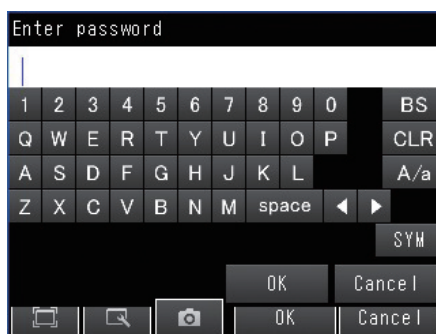 Enter password
1 2 3 4 5 6 7 8 9 0 BS
Q W E R T Y U I O P CLR
A S D F G H J K L A/a
Z X C V B N M space ◀ ▶
SYM
OK Cancel
OK Cancel